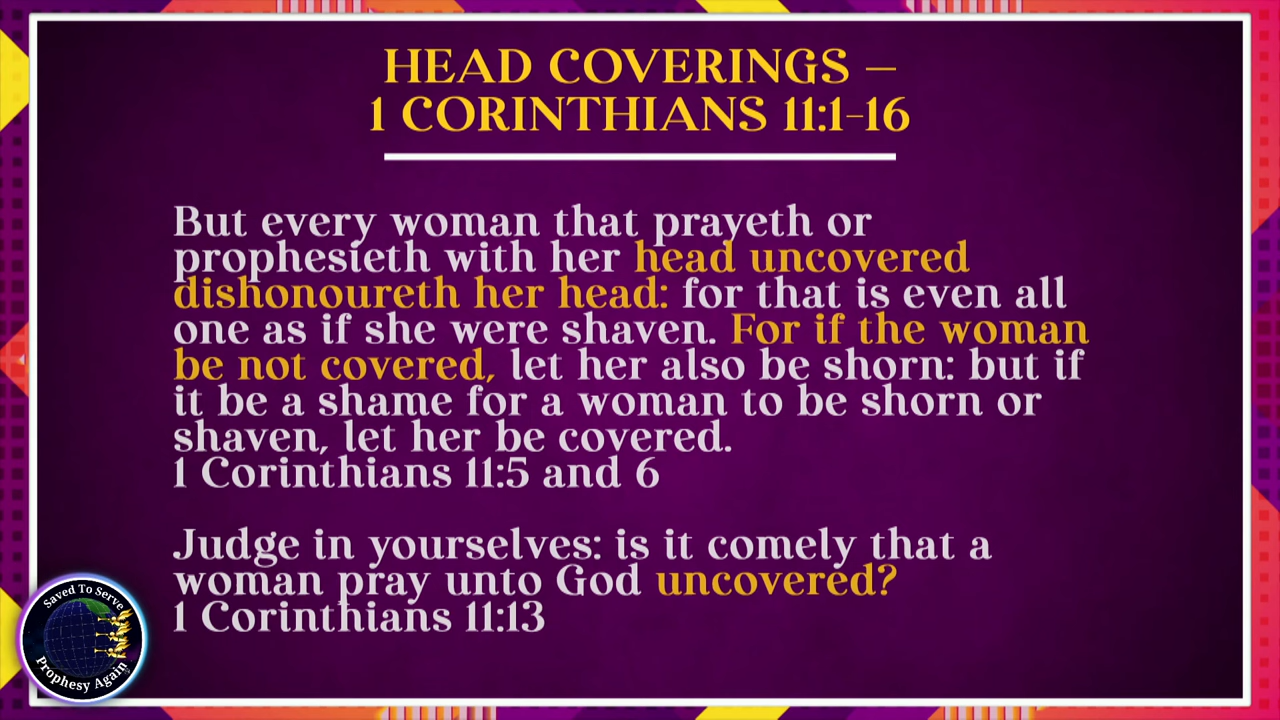 HEAD COVERINGS –
1 CORINTHIANS 11:1-16
But every woman that prayeth or
prophesieth with her head uncovered
dishonoureth her head: for that is even all
one as if she were shaven. For if the woman
be not covered, let her also be shorn: but if
it be a shame for a woman to be shorn or
shaven, let her be covered.
1 Corinthians 11:5 and 6
Judge in yourselves: is it comely that a
woman pray unto God uncovered?
1 Corinthians 11:13
Saved To Serve
Prophesy Again